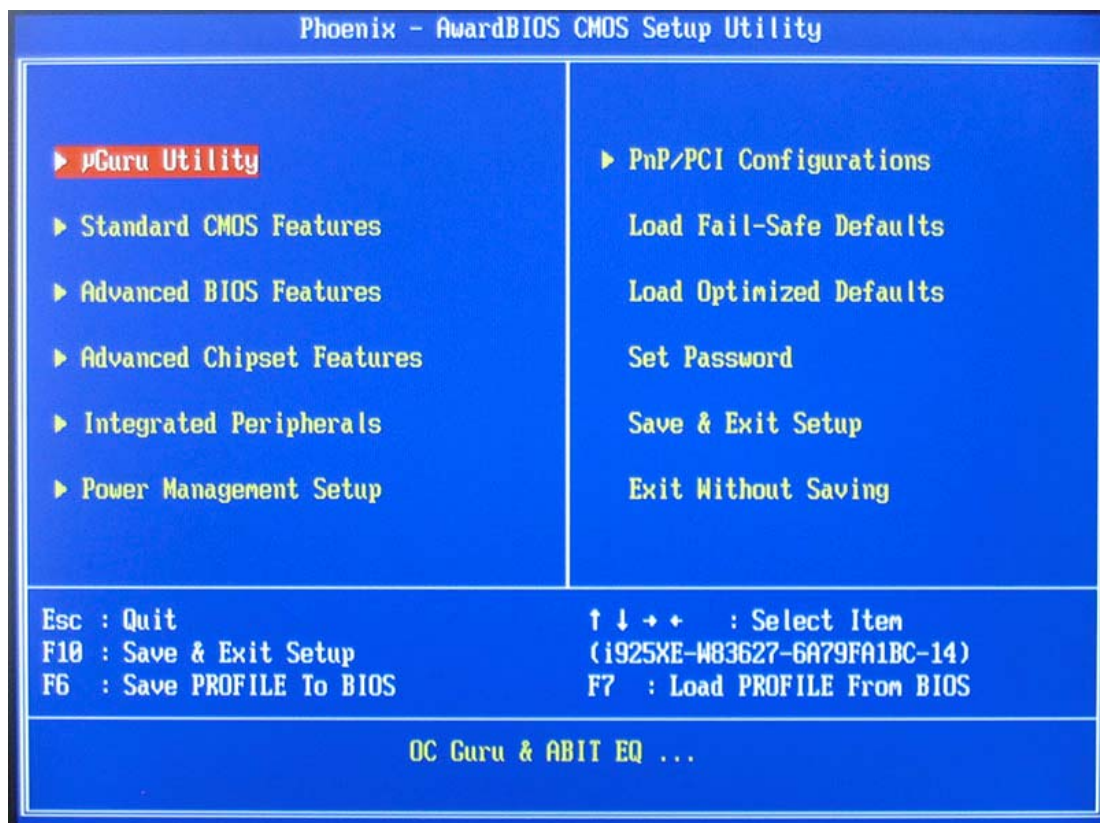 Phoenix - AwardBIOS CMOS Setup Utility
▶ µGuru Utility
▶ Standard CMOS Features
▶ Advanced BIOS Features
▶ Advanced Chipset Features
▶ Integrated Peripherals
▶ Power Management Setup
▶ PnP/PCI Configurations
Load Fail-Safe Defaults
Load Optimized Defaults
Set Password
Save & Exit Setup
Exit Without Saving
Esc : Quit
F10 : Save & Exit Setup
F6 : Save PROFILE To BIOS
↑ ↓ → ← : Select Item
(i925XE-W83627-6A79FA1BC-14)
F7 : Load PROFILE From BIOS
OC Guru & ABIT EQ ...